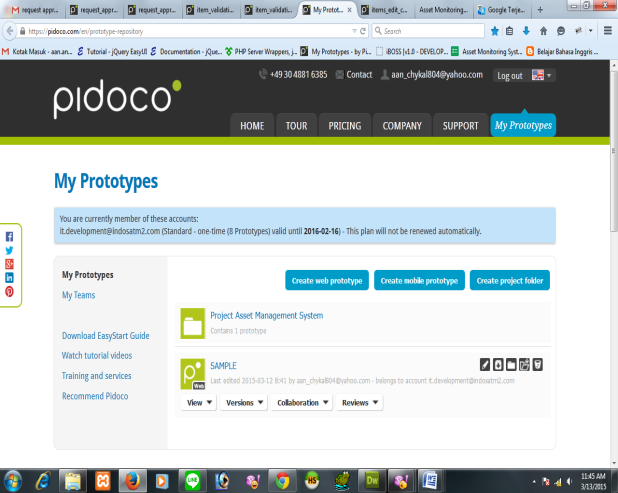 request appr...
request appr...
request_appr...
item_validati...
item_validati...
My Protot...
items_edit_c...
Asset Monitoring...
Google Terje...
https://pidoco.com/en/prototype-repository
Search
Kotak Masuk - aan.an...
Tutorial - jQuery EasyUI
Documentation - jQue...
PHP Server Wrappers, j...
My Prototypes - by Pi...
iBOSS [v1.0 - DEVELOP...
Asset Monitoring Syst...
Belajar Bahasa Inggris ...
+49 30 4881 6385
Contact
aan_chykal804@yahoo.com
Log out
pidoco
HOME
TOUR
PRICING
COMPANY
SUPPORT
My Prototypes
My Prototypes
You are currently member of these accounts:
it.development@indosatm2.com (Standard - one-time (8 Prototypes) valid until 2016-02-16) - This plan will not be renewed automatically.
My Prototypes
My Teams
Download EasyStart Guide
Watch tutorial videos
Training and services
Recommend Pidoco
Create web prototype
Create mobile prototype
Create project folder
Project Asset Management System
Contains 1 prototype
SAMPLE
Web
Last edited 2015-03-12 8:41 by aan_chykal804@yahoo.com - belongs to account it.development@indosatm2.com
View
Versions
Collaboration
Reviews
11:45 AM
3/13/2015